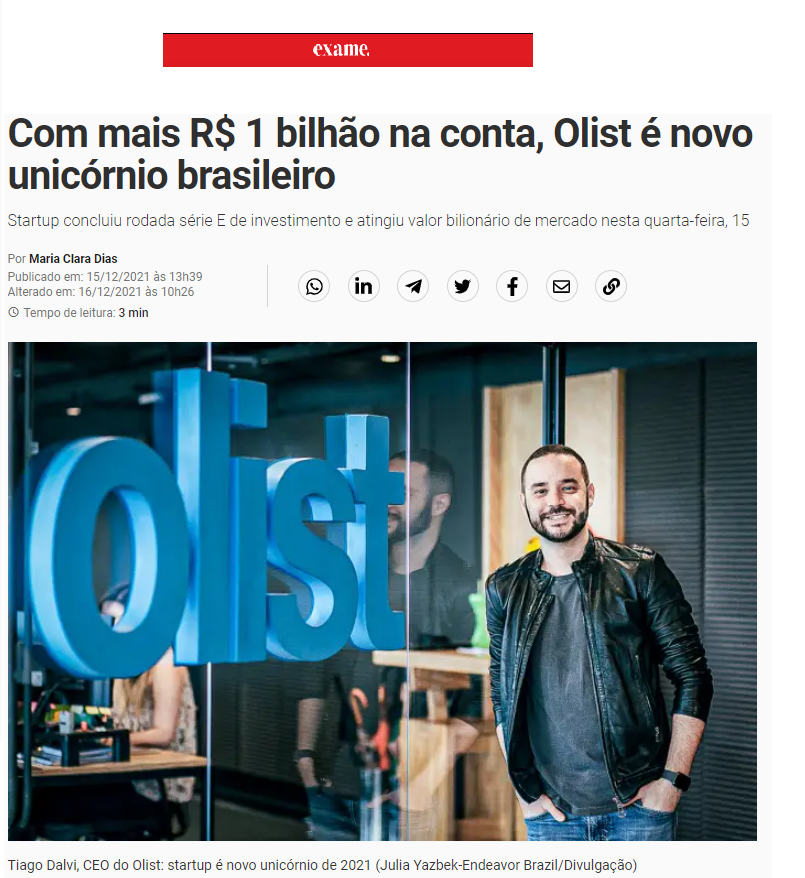 exame.
Com mais R$ 1 bilhão na conta, Olist é novo
unicórnio brasileiro
Startup concluiu rodada série E de investimento e atingiu valor bilionário de mercado nesta quarta-feira, 15
Por Maria Clara Dias
Publicado em: 15/12/2021 às 13h39
Alterado em: 16/12/2021 às 10h26
Tempo de leitura: 3 min
olist
Tiago Dalvi, CEO do Olist: startup é novo unicórnio de 2021 (Julia Yazbek-Endeavor Brazil/Divulgação)